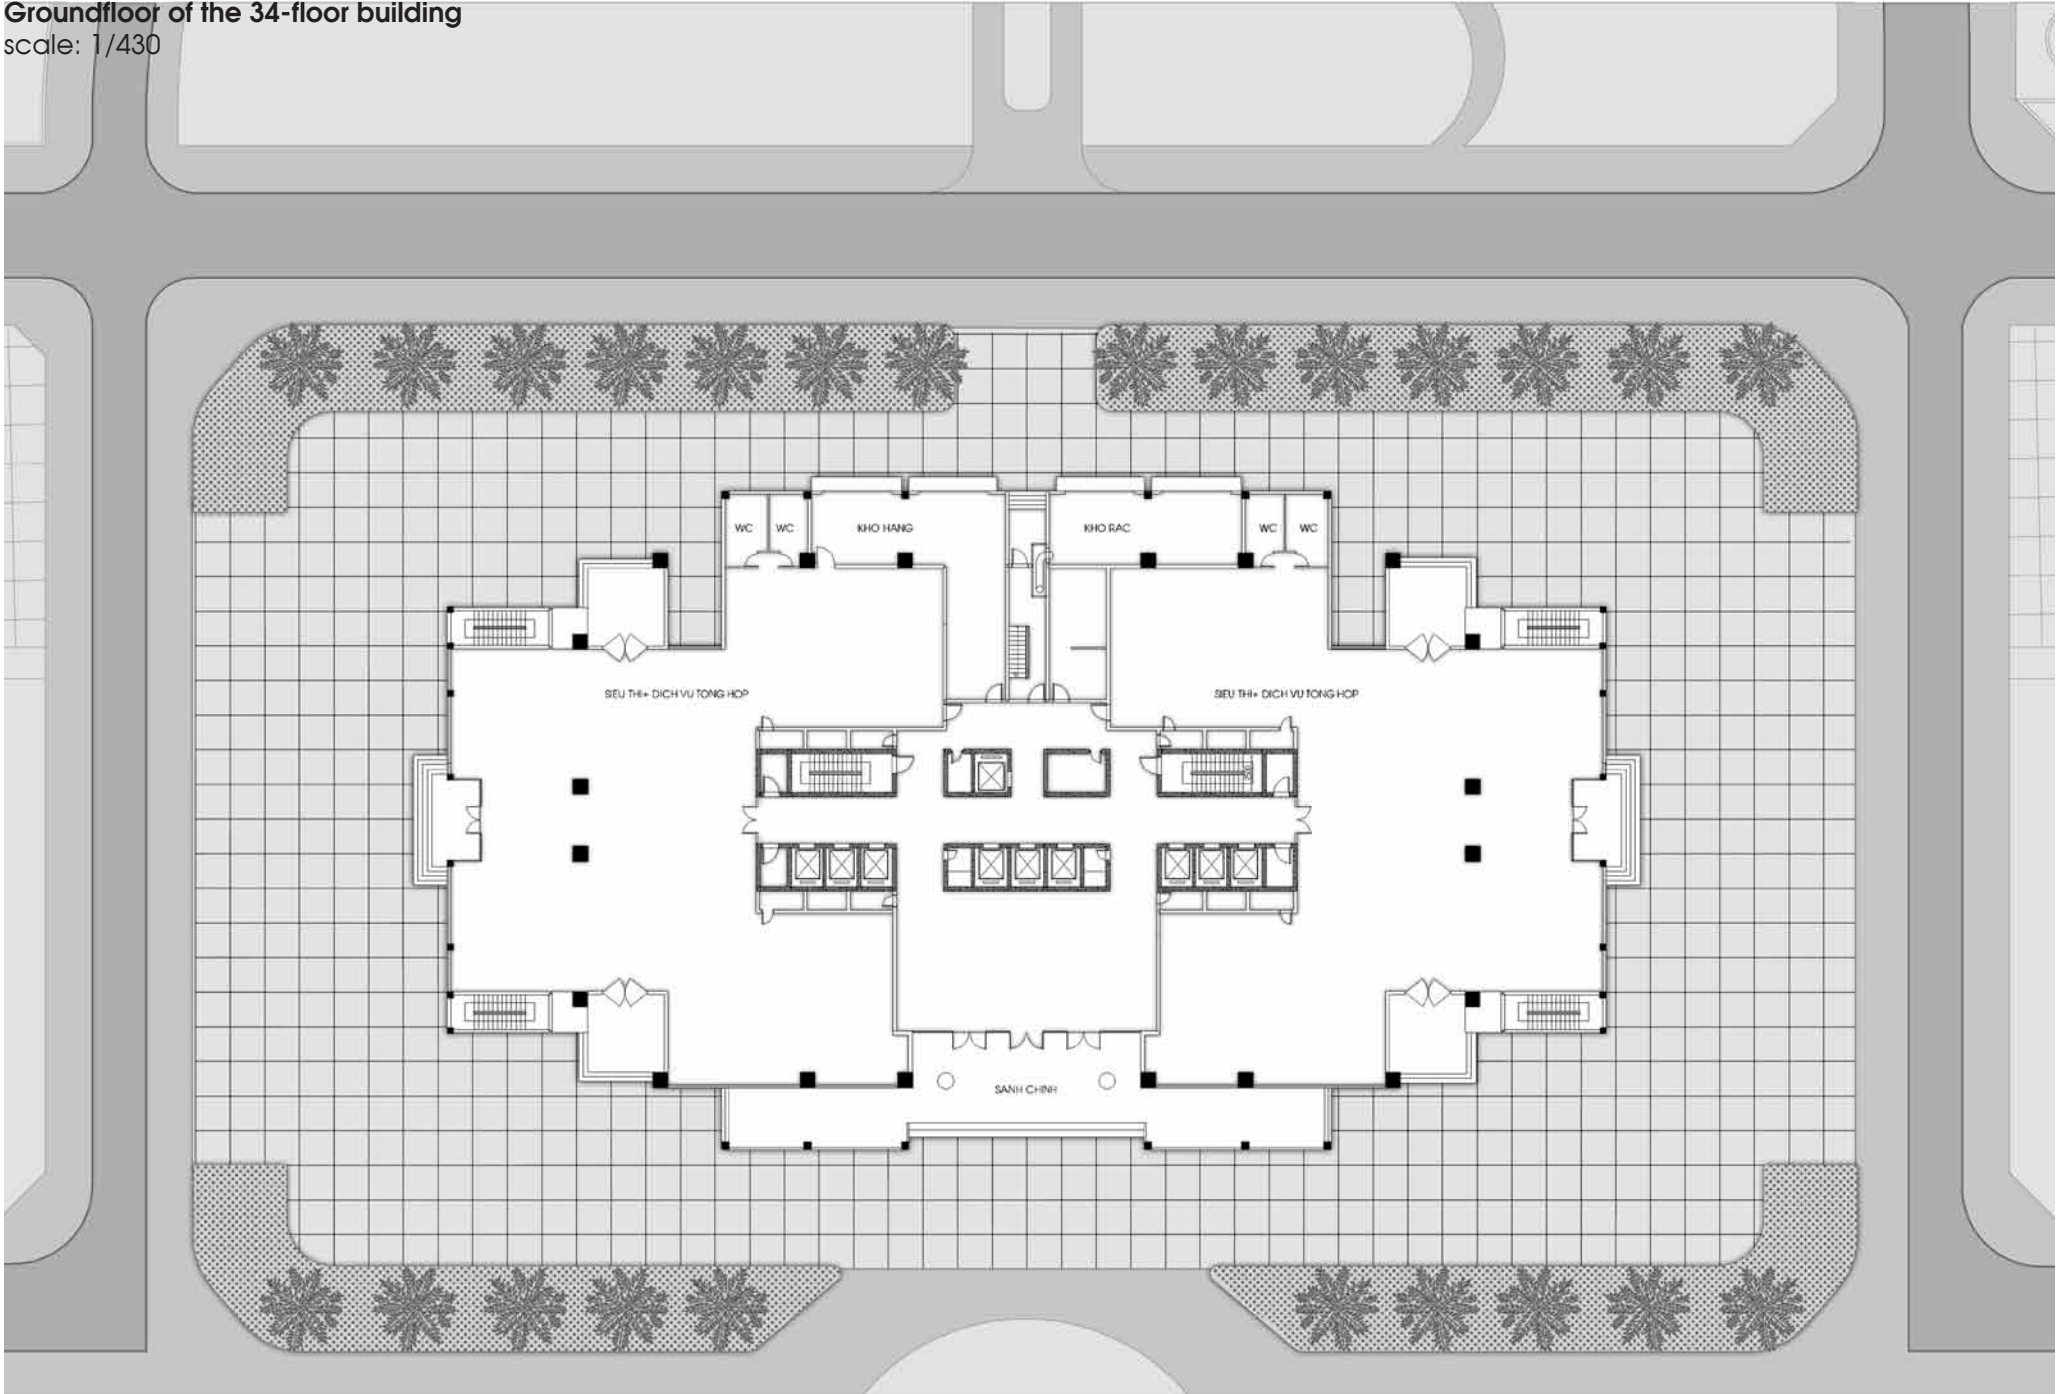 Groundfloor of the 34-floor building
scale: 1/430
WC
WC
KHO HANG
KHO RAC
WC
WC
SIEU THI+ DICH VU TONG HOP
SIEU THI+ DICH VU TONG HOP
SANH CHINH